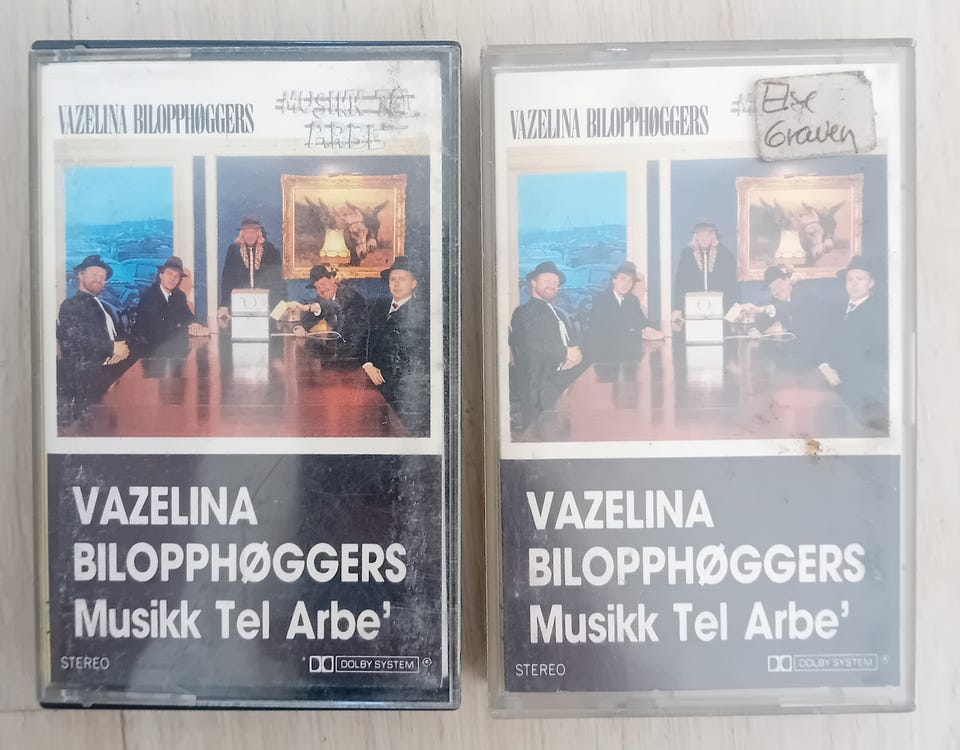 VAZELINA BILOPPHØGGERS
MUSIKK TEL
ARBE'
VAZELINA
BILOPPHØGGERS
Musikk Tel Arbe’
STEREO
DOLBY SYSTEM ®
VAZELINA BILOPPHØGGERS
Else
Graven
VAZELINA
BILOPPHØGGERS
Musikk Tel Arbe’
STEREO
DOLBY SYSTEM ®